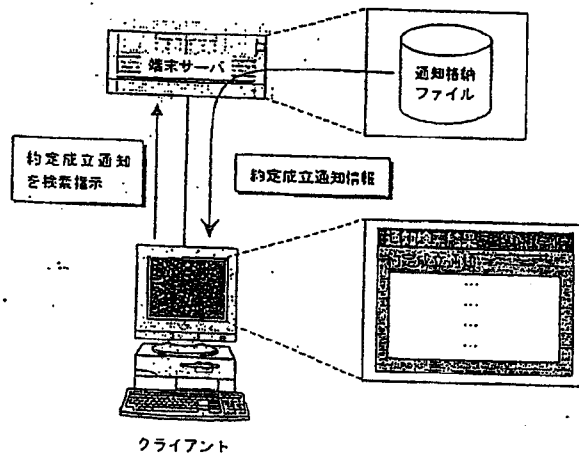 端末サーバ
通知格納
ファイル
約定成立通知
を検索指示
約定成立通知情報
通知検索結果
約定成立通知
…
…
…
…
クライアント